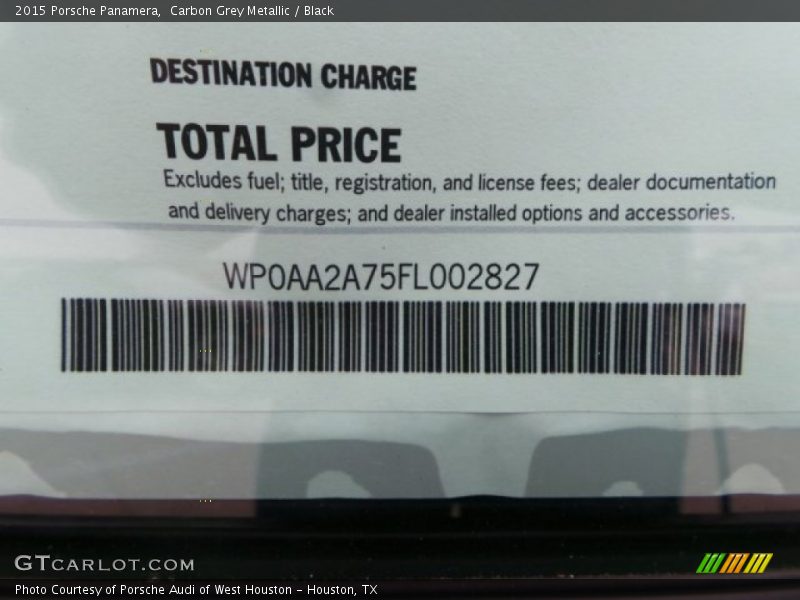 2015 Porsche Panamera,  Carbon Grey Metallic / Black
DESTINATION CHARGE
TOTAL PRICE
Excludes fuel; title, registration, and license fees; dealer documentation
and delivery charges; and dealer installed options and accessories.
WP0AA2A75FL002827
GTCARLOT.COM
Photo Courtesy of Porsche Audi of West Houston – Houston, TX